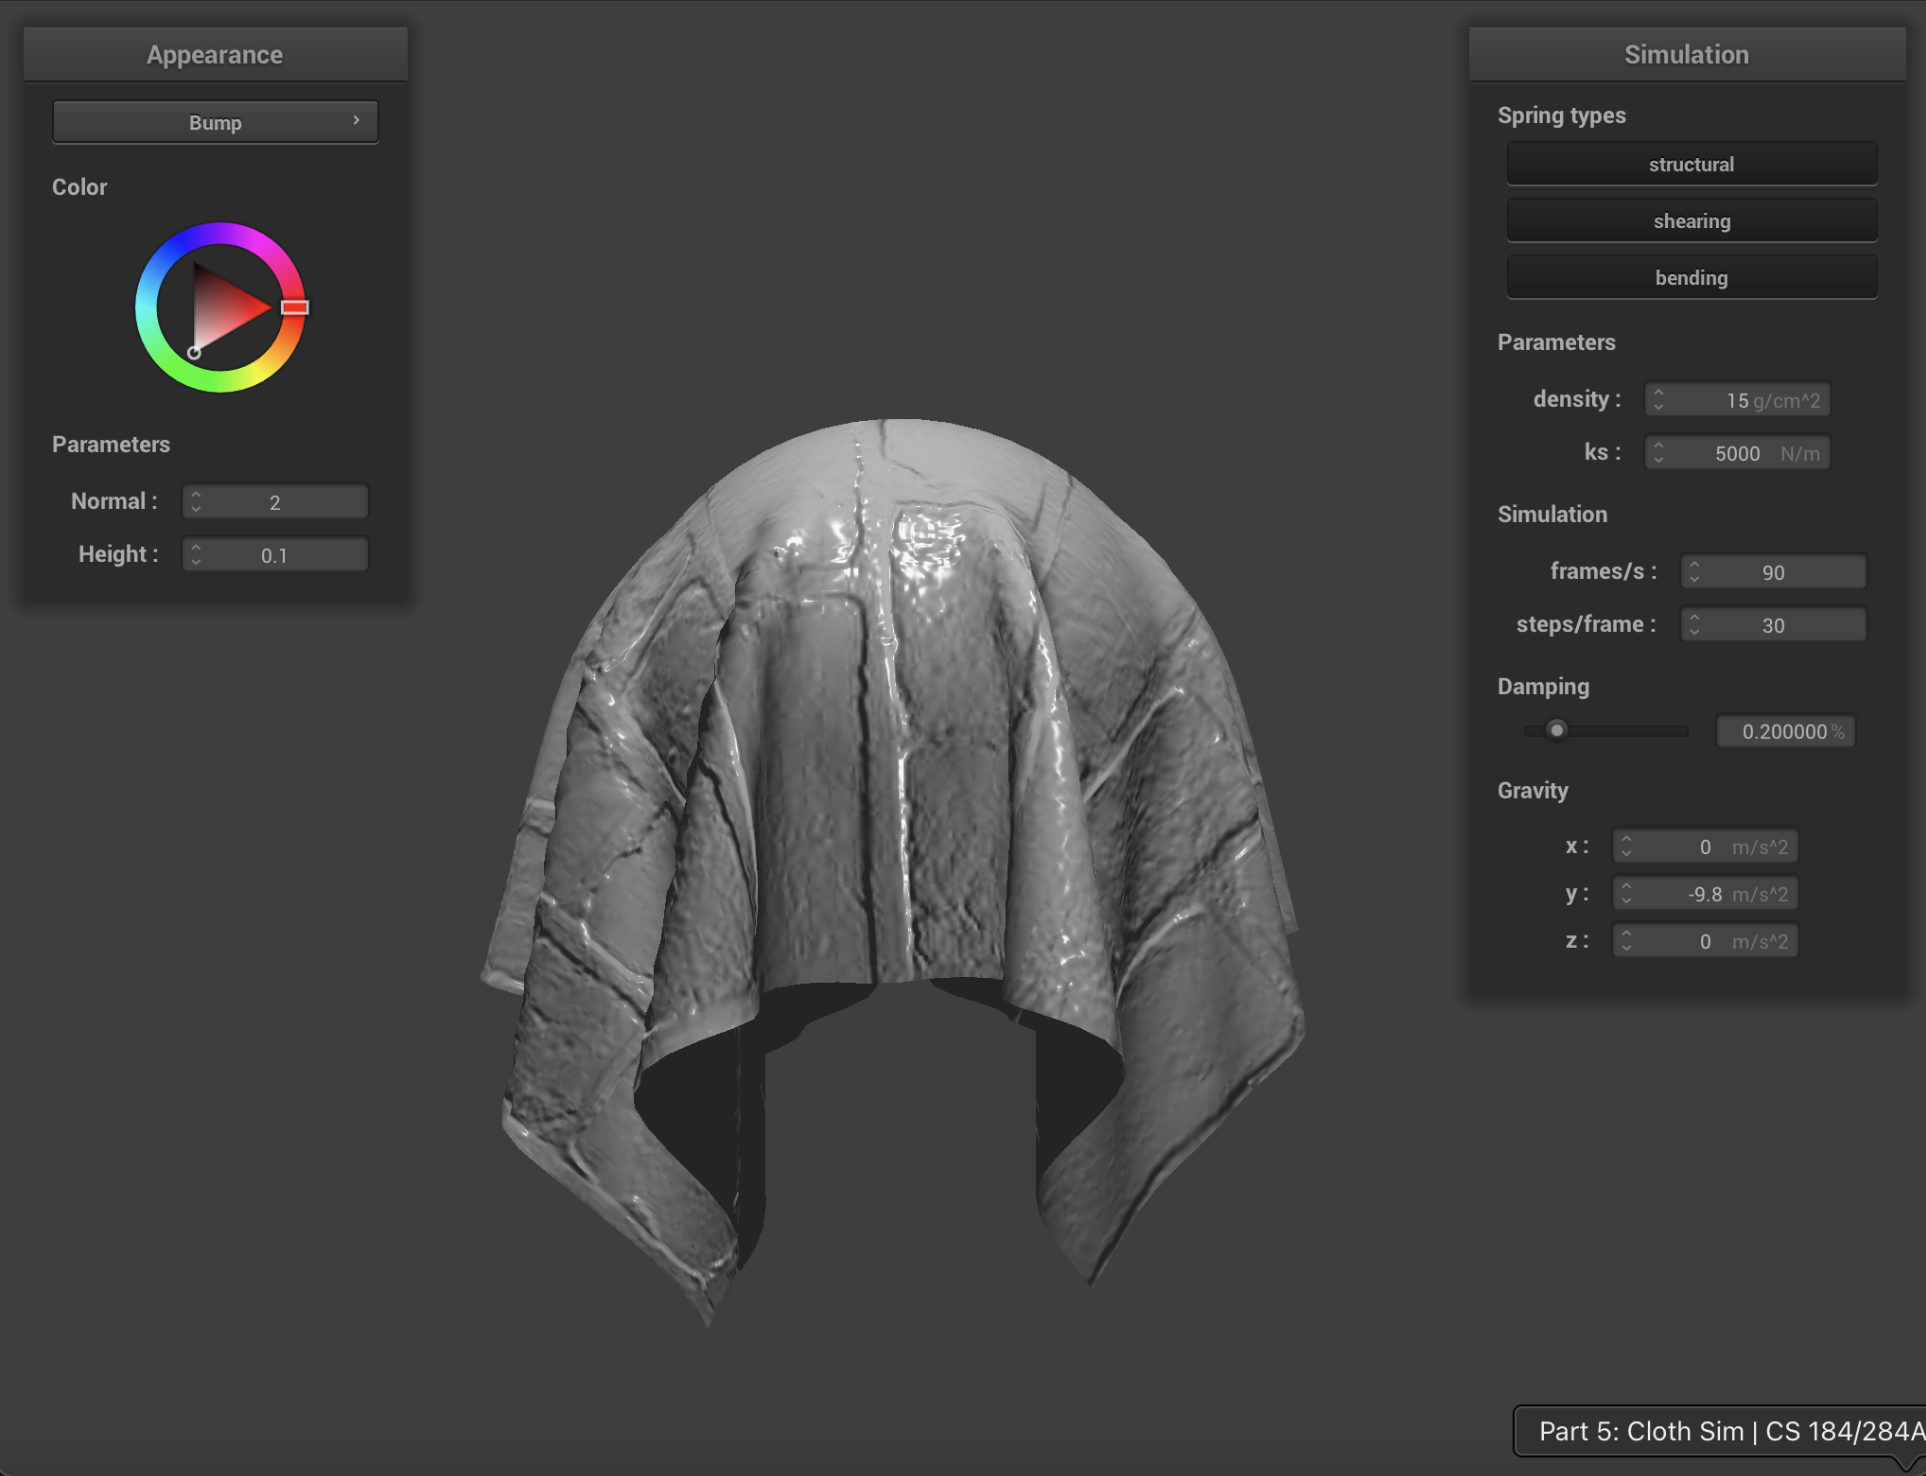 Appearance
Bump
Color
Parameters
Normal : 2
Height : 0.1
Simulation
Spring types
structural
shearing
bending
Parameters
density : 15 g/cm^2
ks : 5000 N/m
Simulation
frames/s : 90
steps/frame : 30
Damping
0.200000 %
Gravity
x : 0 m/s^2
y : -9.8 m/s^2
z : 0 m/s^2
Part 5: Cloth Sim | CS 184/284A